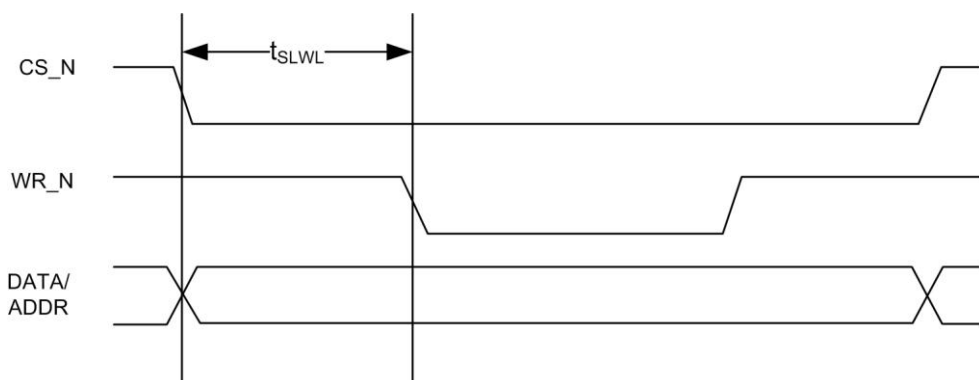 tSLWL
CS_N
WR_N
DATA/
ADDR